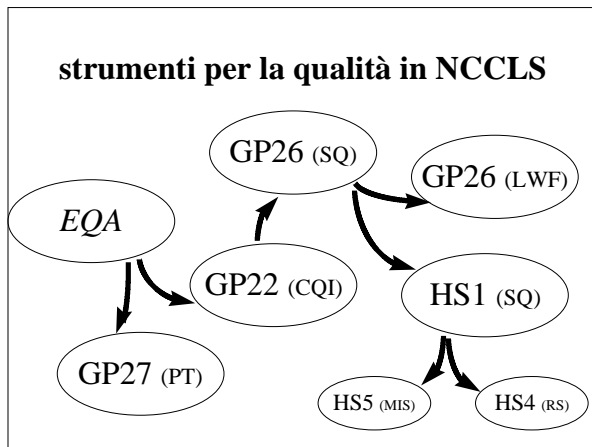 strumenti per la qualità in NCCLS
GP26 (SQ)
GP26 (LWF)
EQA
GP22 (CQI)
HS1 (SQ)
GP27 (PT)
HS5 (MIS)
HS4 (RS)